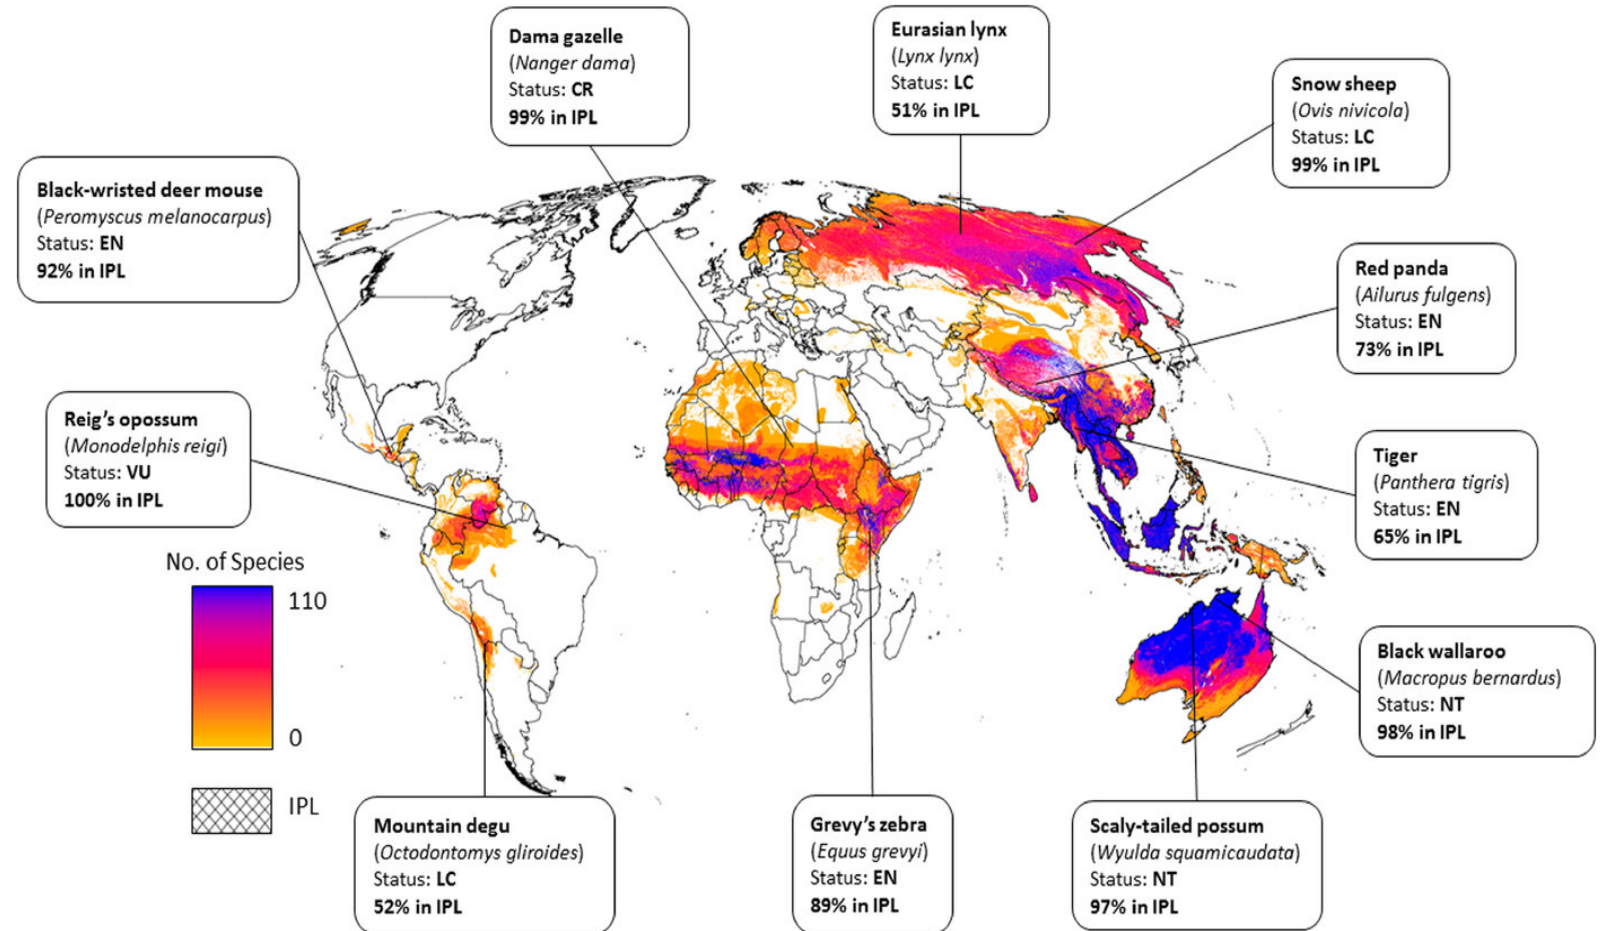 Dama gazelle
(Nanger dama)
Status: CR
99% in IPL
Eurasian lynx
(Lynx lynx)
Status: LC
51% in IPL
Snow sheep
(Ovis nivicola)
Status: LC
99% in IPL
Black-wristed deer mouse
(Peromyscus melanocarpus)
Status: EN
92% in IPL
Red panda
(Ailurus fulgens)
Status: EN
73% in IPL
Reig's opossum
(Monodelphis reigi)
Status: VU
100% in IPL
Tiger
(Panthera tigris)
Status: EN
65% in IPL
No. of Species
110
0
IPL
Black wallaroo
(Macropus bernardus)
Status: NT
98% in IPL
Mountain degu
(Octodontomys gliroides)
Status: LC
52% in IPL
Grevy's zebra
(Equus grevyi)
Status: EN
89% in IPL
Scaly-tailed possum
(Wyulda squamicaudata)
Status: NT
97% in IPL